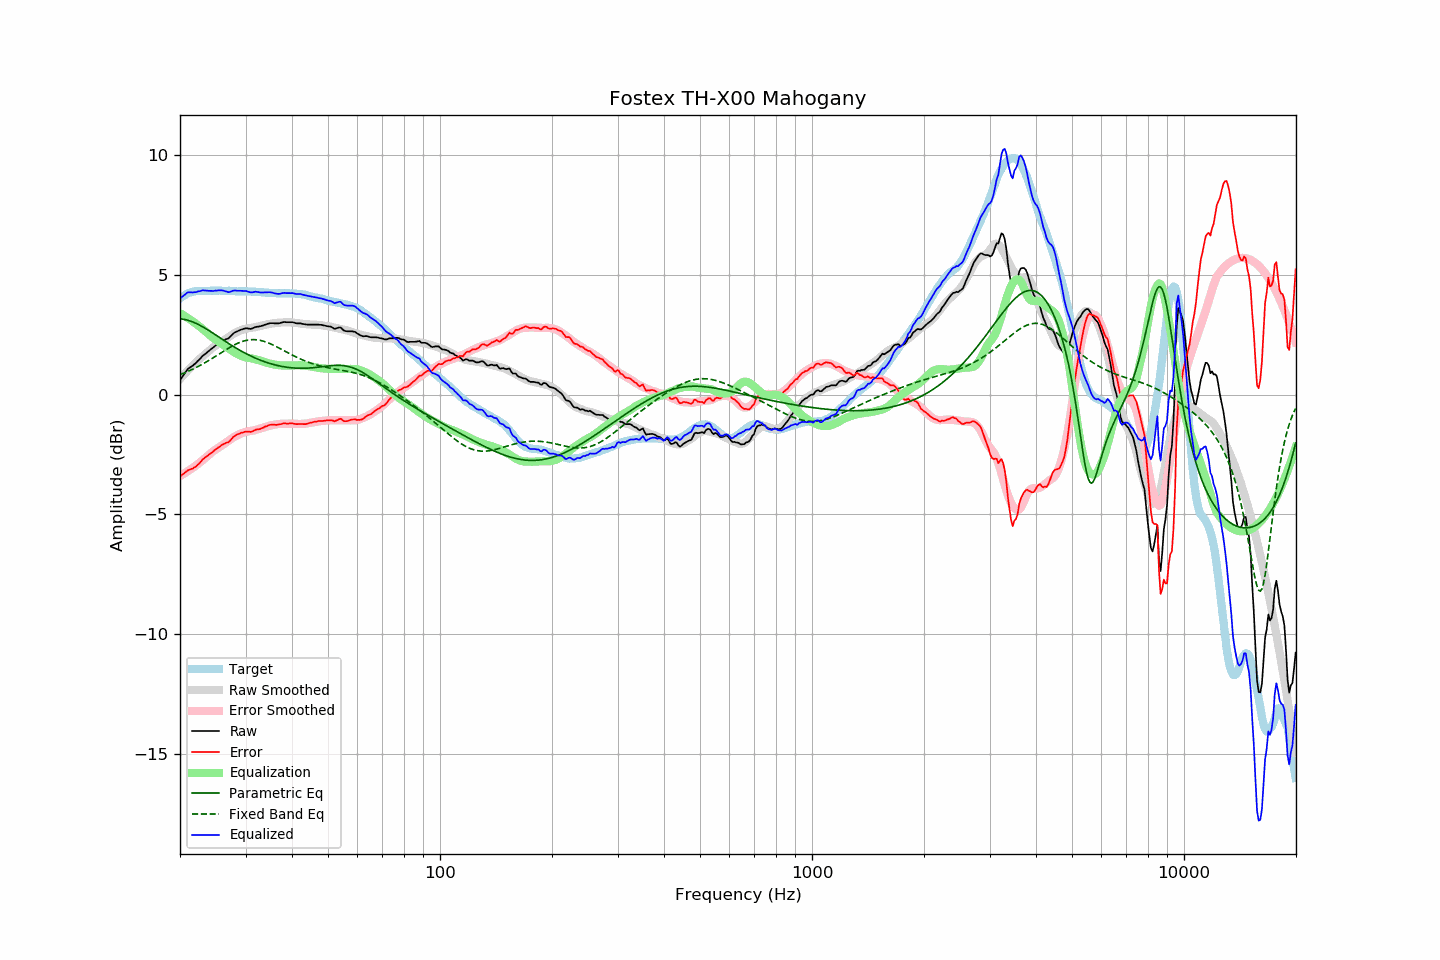 Fostex TH-X00 Mahogany
10
5
0
−5
−10
−15
Amplitude (dBr)
Target
Raw Smoothed
Error Smoothed
Raw
Error
Equalization
Parametric Eq
Fixed Band Eq
Equalized
100
1000
10000
Frequency (Hz)